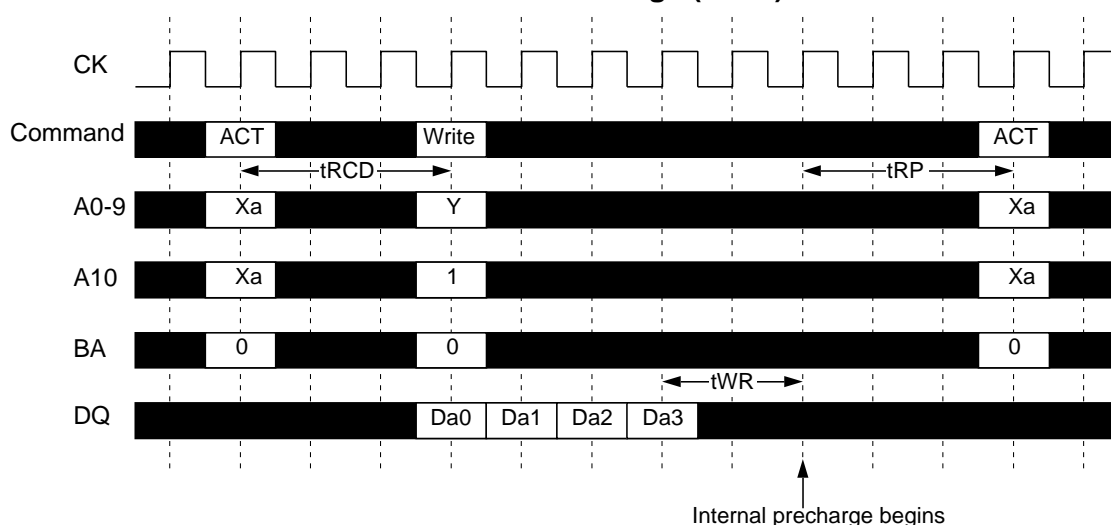 CK
Command ACT Write ACT
tRCD tRP
A0-9 Xa Y Xa
A10 Xa 1 Xa
BA 0 0 0
tWR
DQ Da0 Da1 Da2 Da3
Internal precharge begins